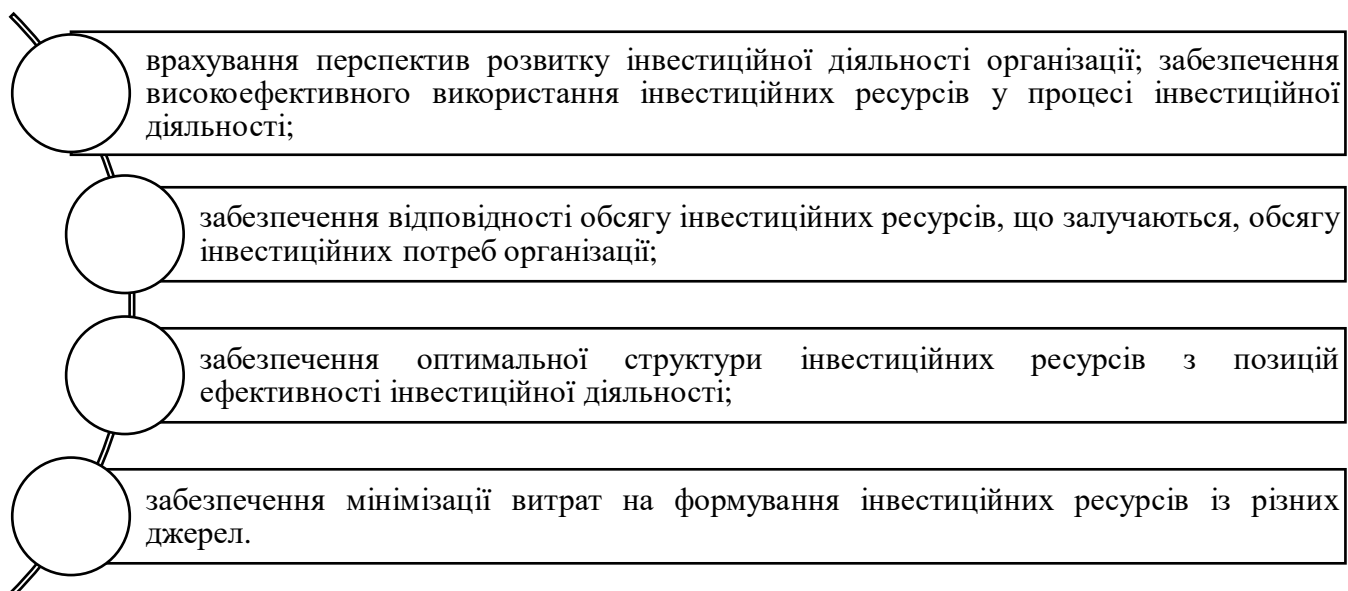 врахування перспектив розвитку інвестиційної діяльності організації; забезпечення
високоефективного використання інвестиційних ресурсів у процесі інвестиційної
діяльності;
забезпечення відповідності обсягу інвестиційних ресурсів, що залучаються, обсягу
інвестиційних потреб організації;
забезпечення оптимальної структури інвестиційних ресурсів з позицій
ефективності інвестиційної діяльності;
забезпечення мінімізації витрат на формування інвестиційних ресурсів із різних
джерел.